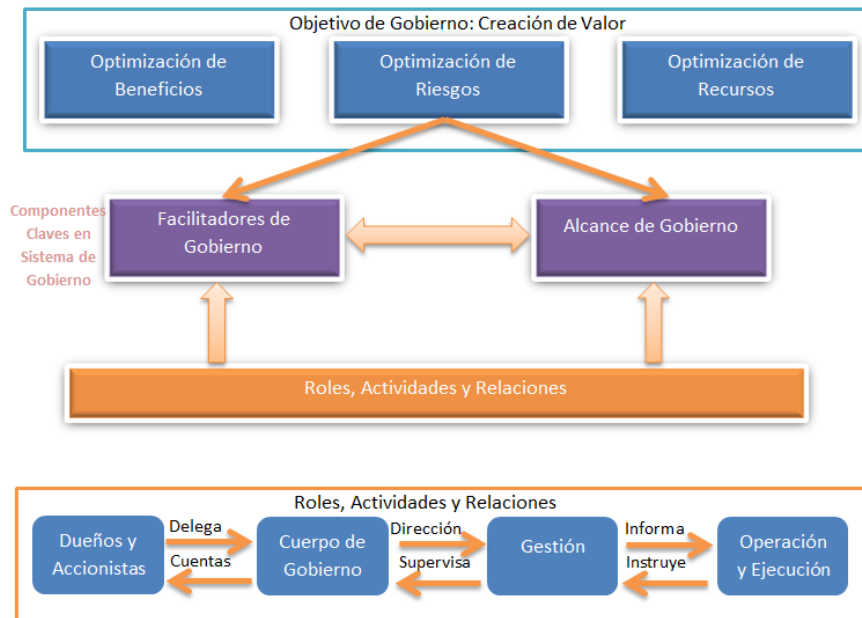 Objetivo de Gobierno: Creación de Valor
Optimización de
Beneficios
Optimización de
Riesgos
Optimización de
Recursos
Componentes
Claves en
Sistema de
Gobierno
Facilitadores de
Gobierno
Alcance de Gobierno
Roles, Actividades y Relaciones
Roles, Actividades y Relaciones
Dueños y
Accionistas
Delega
Cuentas
Cuerpo de
Gobierno
Dirección
Supervisa
Gestión
Informa
Instruye
Operación
y Ejecución